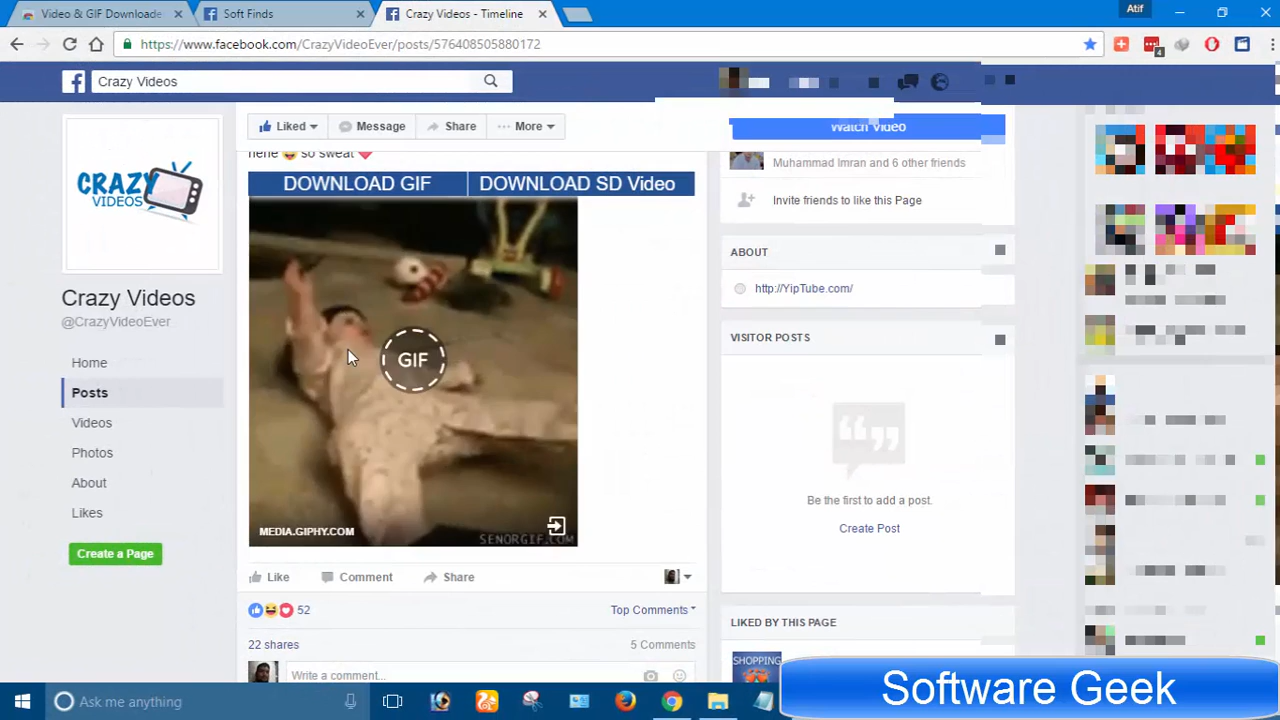 Video & GIF Downloade
Soft Finds
Crazy Videos - Timeline
Atif
https://www.facebook.com/CrazyVideoEver/posts/576408505880172
4
Crazy Videos
Liked
Message
Share
More
Watch Video
hehe so sweat
DOWNLOAD GIF
DOWNLOAD SD Video
GIF
MEDIA.GIPHY.COM
SENORGIF.COM
Like
Comment
Share
52
Top Comments
22 shares
5 Comments
Write a comment...
CRAZY
VIDEOS
Crazy Videos
@CrazyVideoEver
Home
Posts
Videos
Photos
About
Likes
Create a Page
Muhammad Imran and 6 other friends
Invite friends to like this Page
ABOUT
http://YipTube.com/
VISITOR POSTS
Be the first to add a post.
Create Post
LIKED BY THIS PAGE
SHOPPING
Ask me anything
Software Geek